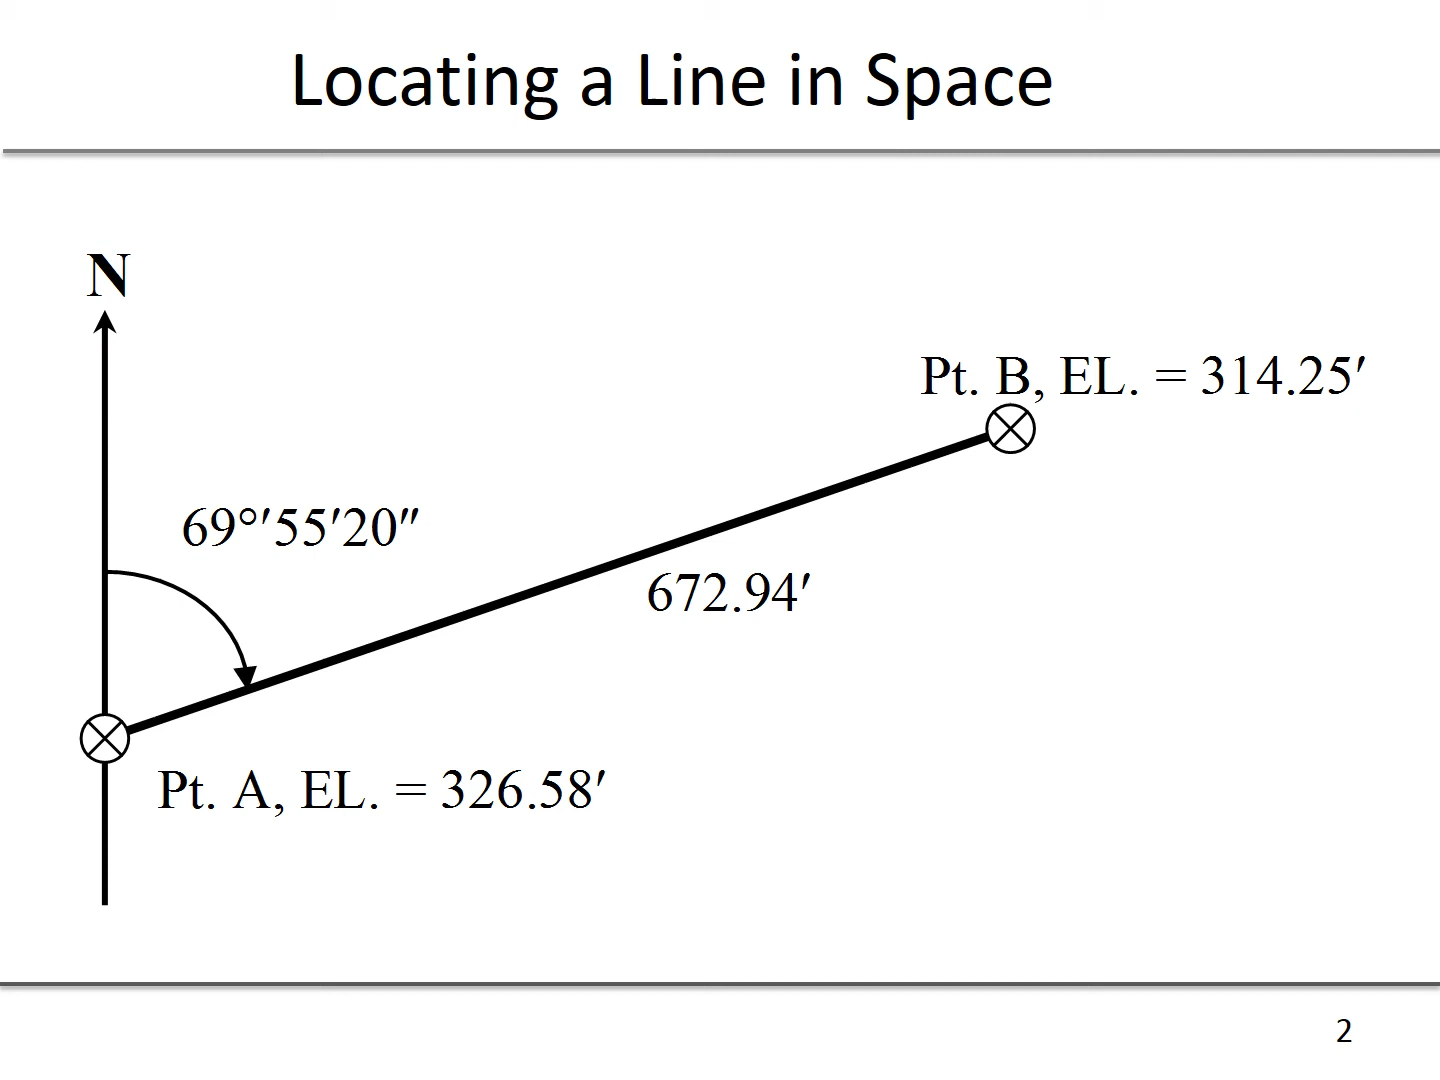 Locating a Line in Space
N
Pt. B, EL. = 314.25′
69°′55′20″
672.94′
Pt. A, EL. = 326.58′
2